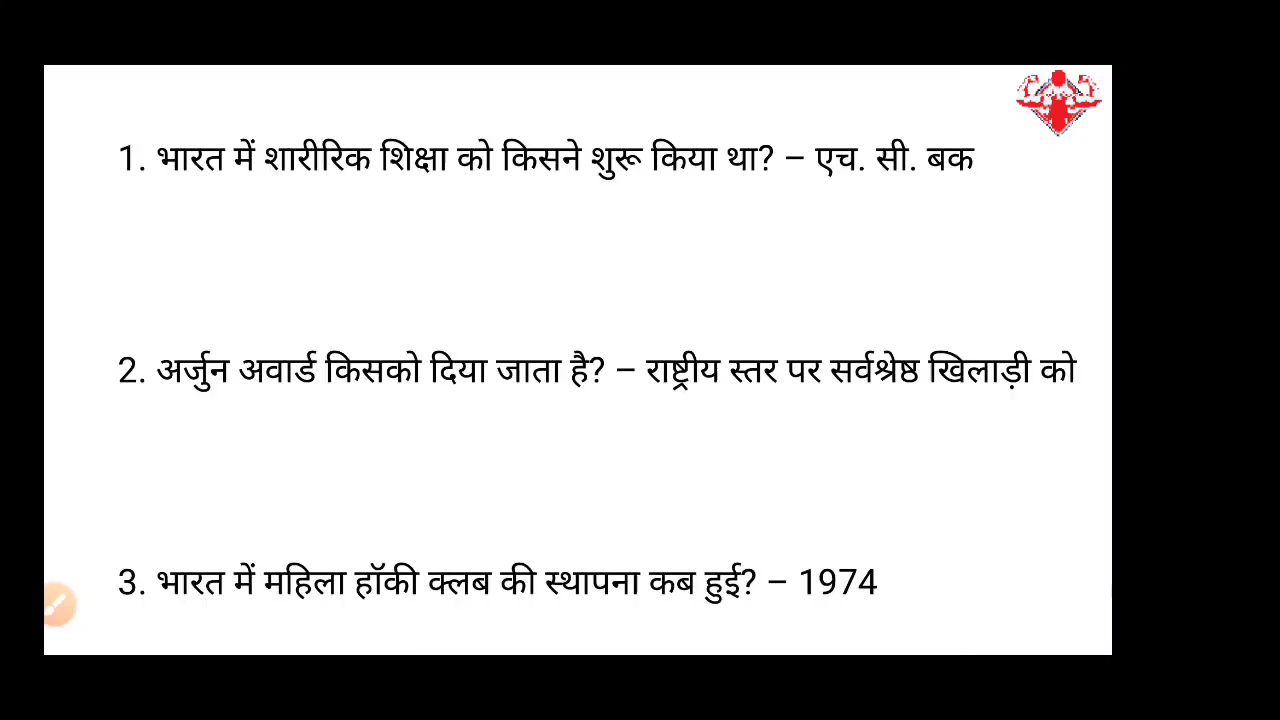 1. भारत में शारीरिक शिक्षा को किसने शुरू किया था? – एच. सी. बक
2. अर्जुन अवार्ड किसको दिया जाता है? – राष्ट्रीय स्तर पर सर्वश्रेष्ठ खिलाड़ी को
3. भारत में महिला हॉकी क्लब की स्थापना कब हुई? – 1974